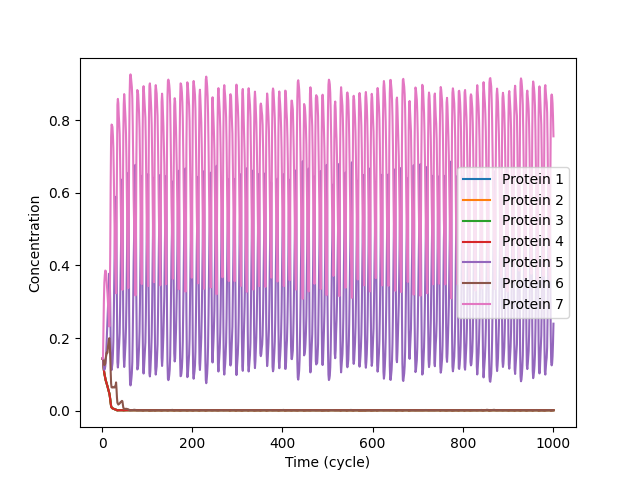 0.8
0.6
0.4
0.2
0.0
Concentration
0
200
400
600
800
1000
Time (cycle)
Protein 1
Protein 2
Protein 3
Protein 4
Protein 5
Protein 6
Protein 7